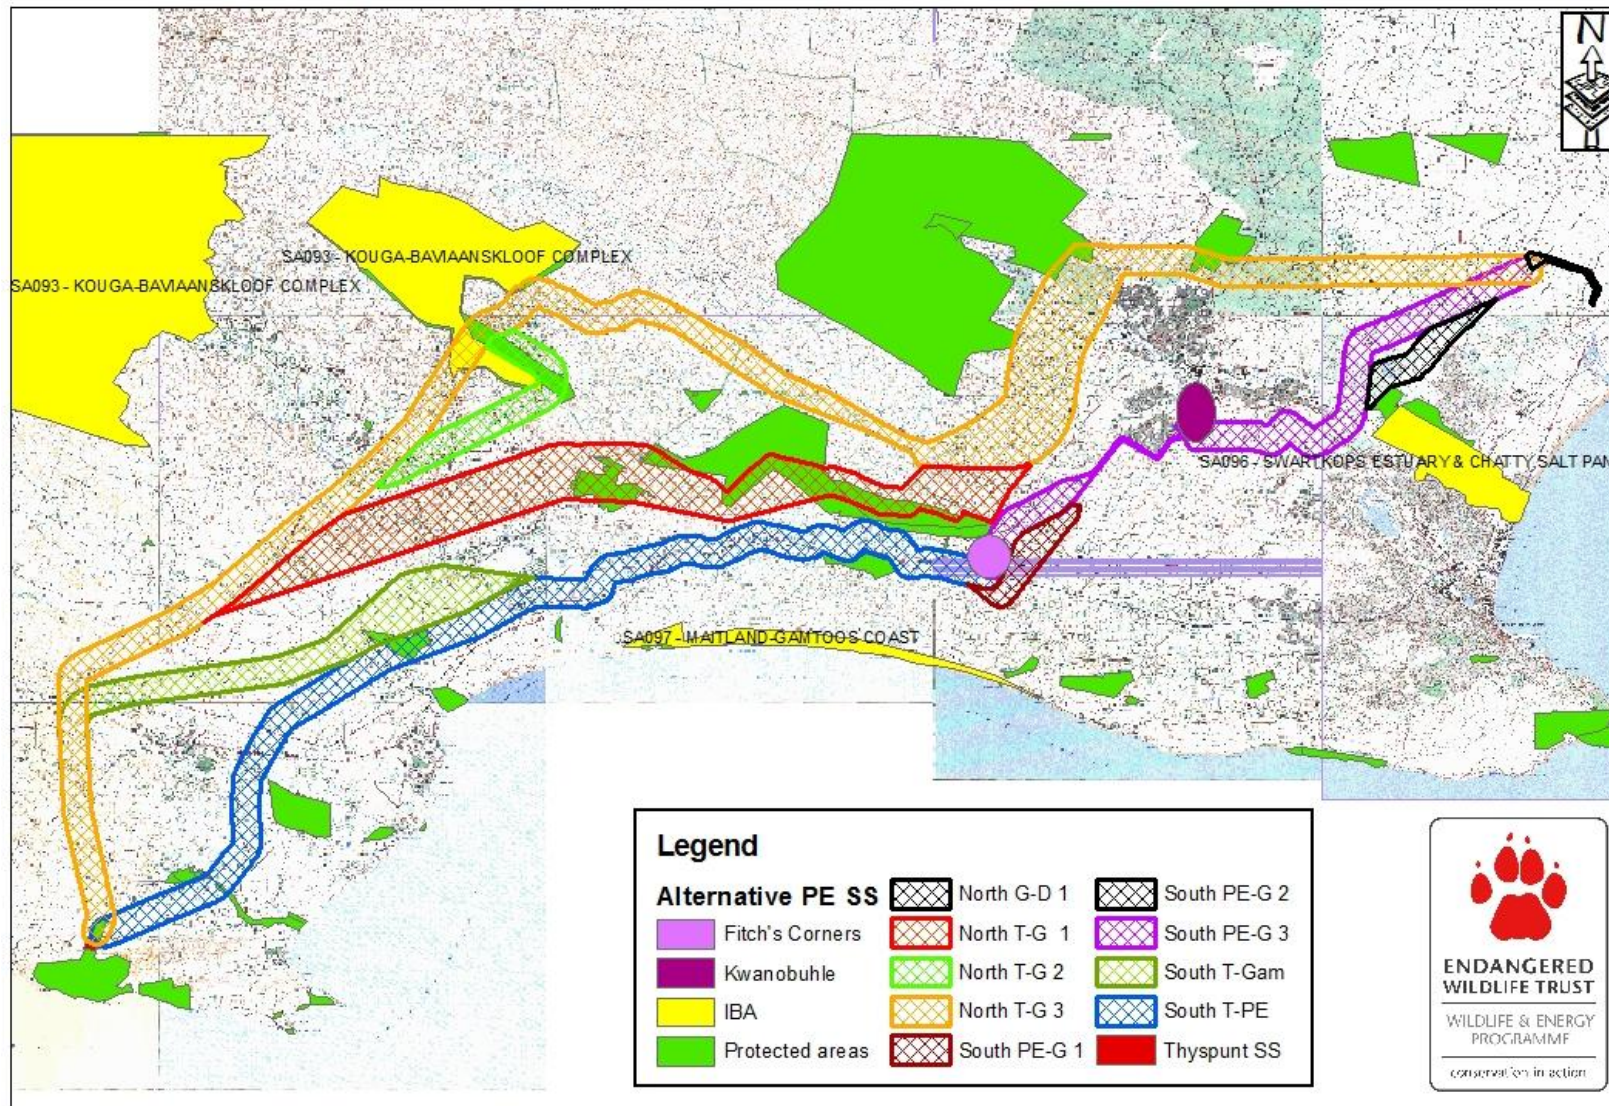 N
SA093 - KOUGA-BAVIAANSKLOOF COMPLEX
SA093 - KOUGA-BAVIAANSKLOOF COMPLEX
SA096 - SWARTKOPS ESTUARY & CHATTY SALT PAN
SA097 - MAITLAND-GAMTOOS COAST
Legend
Alternative PE SS
Fitch's Corners
Kwanobuhle
IBA
Protected areas
North G-D 1
North T-G 1
North T-G 2
North T-G 3
South PE-G 1
South PE-G 2
South PE-G 3
South T-Gam
South T-PE
Thyspunt SS
ENDANGERED
WILDLIFE TRUST
WILDLIFE & ENERGY
PROGRAMME
conservation in action